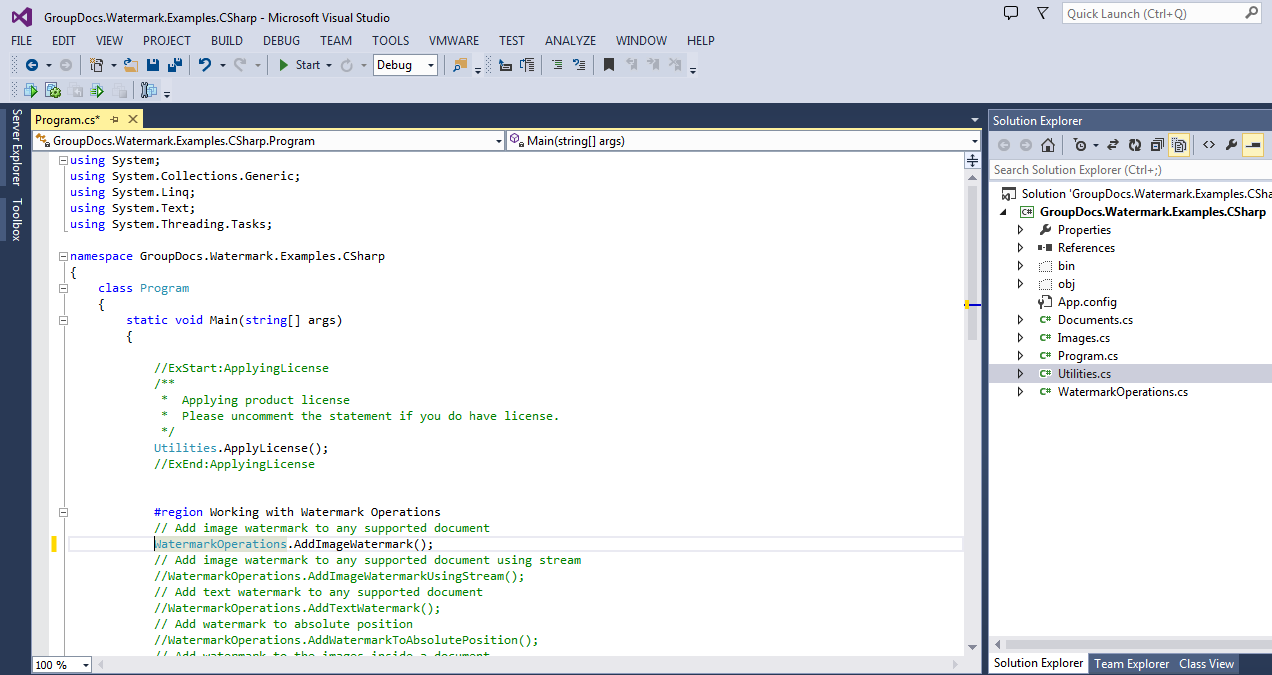 GroupDocs.Watermark.Examples.CSharp - Microsoft Visual Studio
Quick Launch (Ctrl+Q)
FILE EDIT VIEW PROJECT BUILD DEBUG TEAM TOOLS VMWARE TEST ANALYZE WINDOW HELP
Start Debug
Server Explorer
Toolbox
Program.cs*
GroupDocs.Watermark.Examples.CSharp.Program
Main(string[] args)
using System;
using System.Collections.Generic;
using System.Linq;
using System.Text;
using System.Threading.Tasks;
namespace GroupDocs.Watermark.Examples.CSharp
{
class Program
{
static void Main(string[] args)
{
//ExStart:ApplyingLicense
/**
* Applying product license
* Please uncomment the statement if you do have license.
*/
Utilities.ApplyLicense();
//ExEnd:ApplyingLicense
#region Working with Watermark Operations
// Add image watermark to any supported document
WatermarkOperations.AddImageWatermark();
// Add image watermark to any supported document using stream
//WatermarkOperations.AddImageWatermarkUsingStream();
// Add text watermark to any supported document
//WatermarkOperations.AddTextWatermark();
// Add watermark to absolute position
//WatermarkOperations.AddWatermarkToAbsolutePosition();
// Add watermark to the images inside a document
100 %
Solution Explorer
Search Solution Explorer (Ctrl+;)
Solution 'GroupDocs.Watermark.Examples.CSha
C# GroupDocs.Watermark.Examples.CSharp
Properties
References
bin
obj
App.config
C# Documents.cs
C# Images.cs
C# Program.cs
C# Utilities.cs
C# WatermarkOperations.cs
Solution Explorer Team Explorer Class View